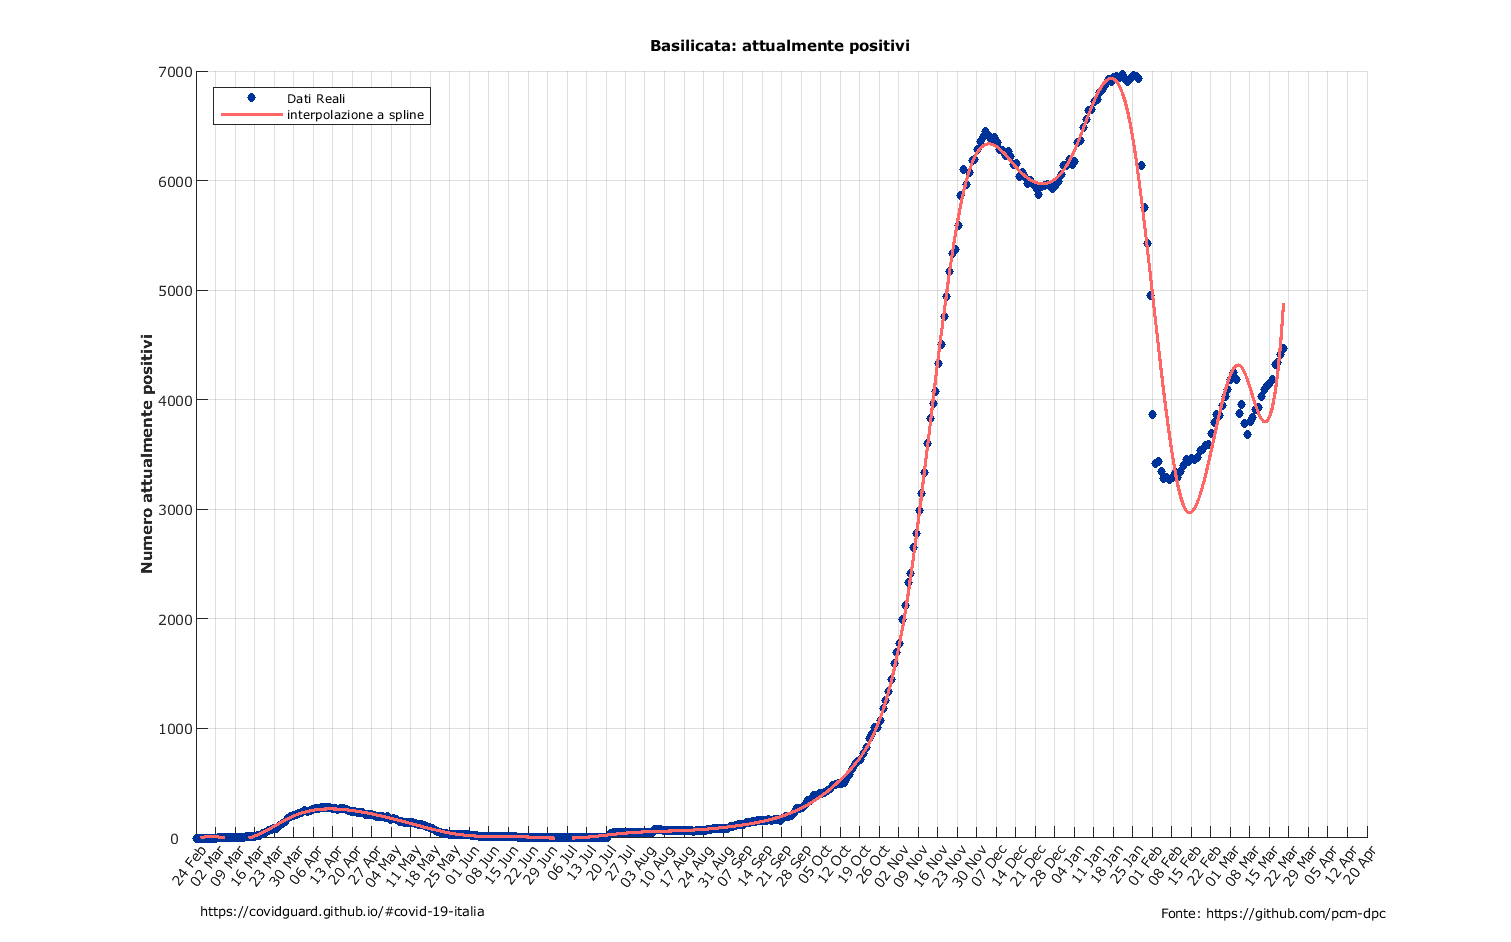 Basilicata: attualmente positivi
7000
6000
5000
4000
3000
2000
1000
0
Dati Reali
interpolazione a spline
Numero attualmente positivi
24 Feb
02 Mar
09 Mar
16 Mar
23 Mar
30 Mar
06 Apr
13 Apr
20 Apr
27 Apr
04 May
11 May
18 May
25 May
01 Jun
08 Jun
15 Jun
22 Jun
29 Jun
06 Jul
13 Jul
20 Jul
27 Jul
03 Aug
10 Aug
17 Aug
24 Aug
31 Aug
07 Sep
14 Sep
21 Sep
28 Sep
05 Oct
12 Oct
19 Oct
26 Oct
02 Nov
09 Nov
16 Nov
23 Nov
30 Nov
07 Dec
14 Dec
21 Dec
28 Dec
04 Jan
11 Jan
18 Jan
25 Jan
01 Feb
08 Feb
15 Feb
22 Feb
01 Mar
08 Mar
15 Mar
22 Mar
29 Mar
05 Apr
12 Apr
20 Apr
https://covidguard.github.io/#covid-19-italia
Fonte: https://github.com/pcm-dpc